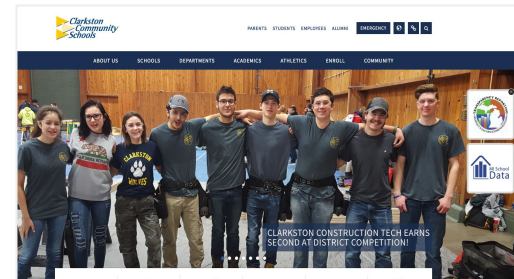 Clarkston
Community
Schools
PARENTS STUDENTS EMPLOYEES ALUMNI EMERGENCY
ABOUT US SCHOOLS DEPARTMENTS ACADEMICS ATHLETICS ENROLL COMMUNITY
CLARKSTON
WOLVES
MI School
Data
CLARKSTON CONSTRUCTION TECH EARNS
SECOND AT DISTRICT COMPETITION!